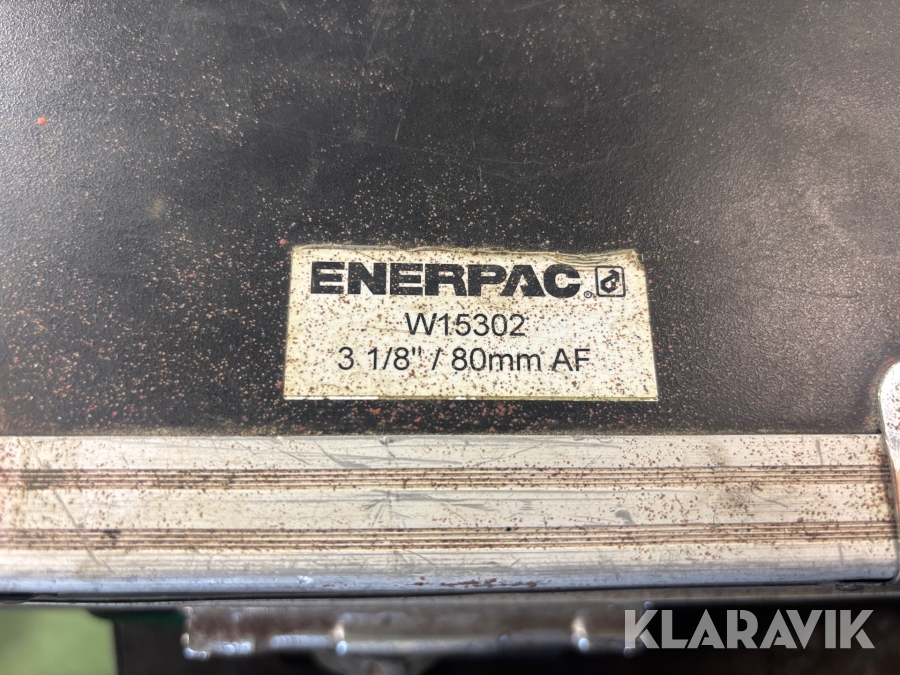 ENERPAC®
W15302
3 1/8" / 80mm AF
KLARAVIK